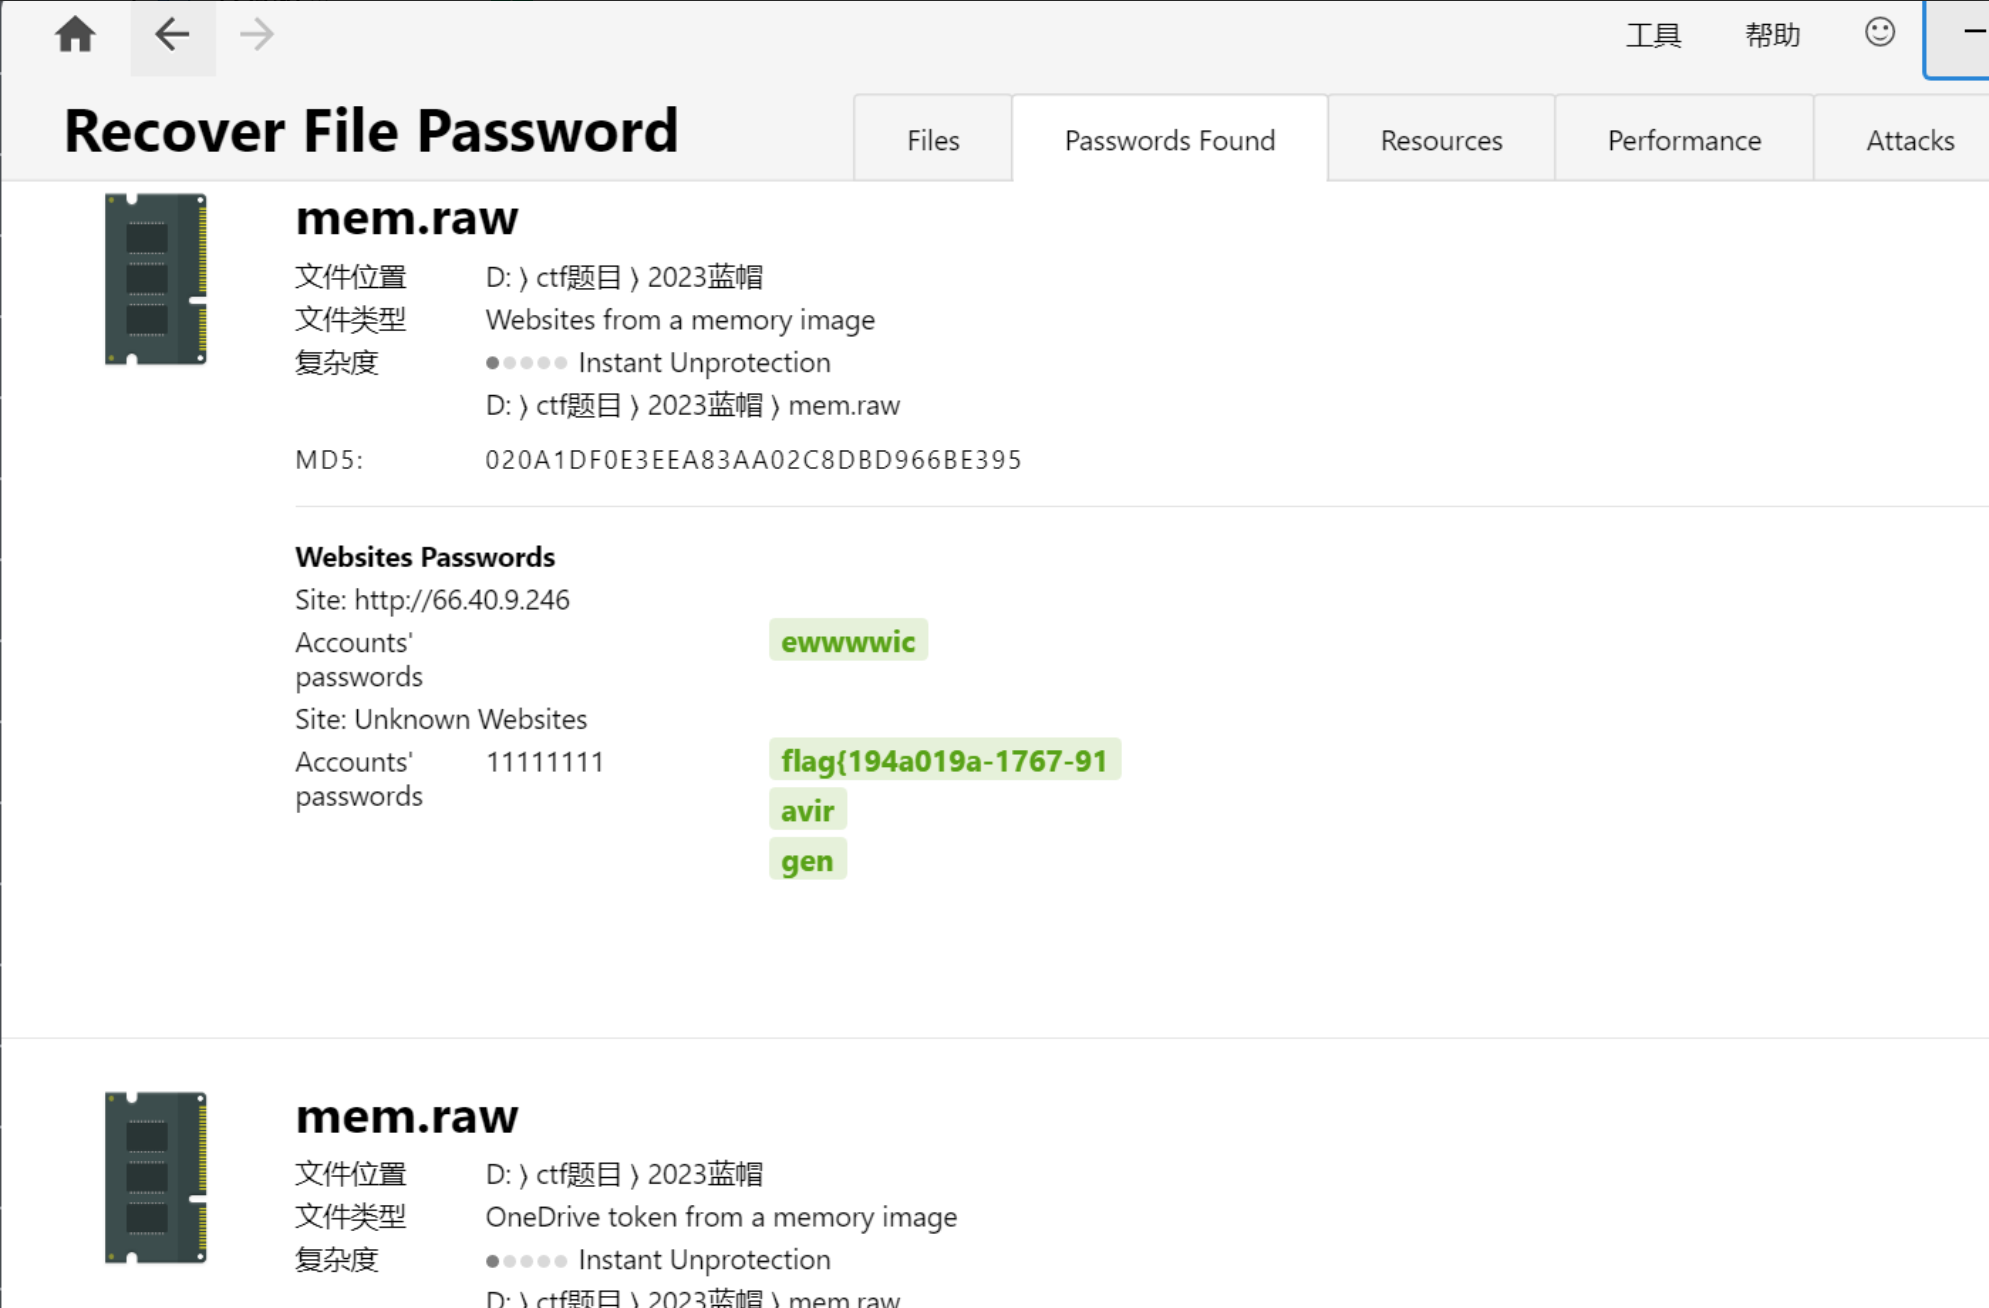 工具 帮助
Recover File Password
Files Passwords Found Resources Performance Attacks
mem.raw
文件位置 D: ⟩ ctf题目 ⟩ 2023蓝帽
文件类型 Websites from a memory image
复杂度 Instant Unprotection
D: ⟩ ctf题目 ⟩ 2023蓝帽 ⟩ mem.raw
MD5: 020A1DF0E3EEA83AA02C8DBD966BE395
Websites Passwords
Site: http://66.40.9.246
Accounts' ewwwwic
passwords
Site: Unknown Websites
Accounts' 11111111 flag{194a019a-1767-91
passwords
avir
gen
mem.raw
文件位置 D: ⟩ ctf题目 ⟩ 2023蓝帽
文件类型 OneDrive token from a memory image
复杂度 Instant Unprotection
D: ⟩ ctf题目 ⟩ 2023蓝帽 ⟩ mem.raw